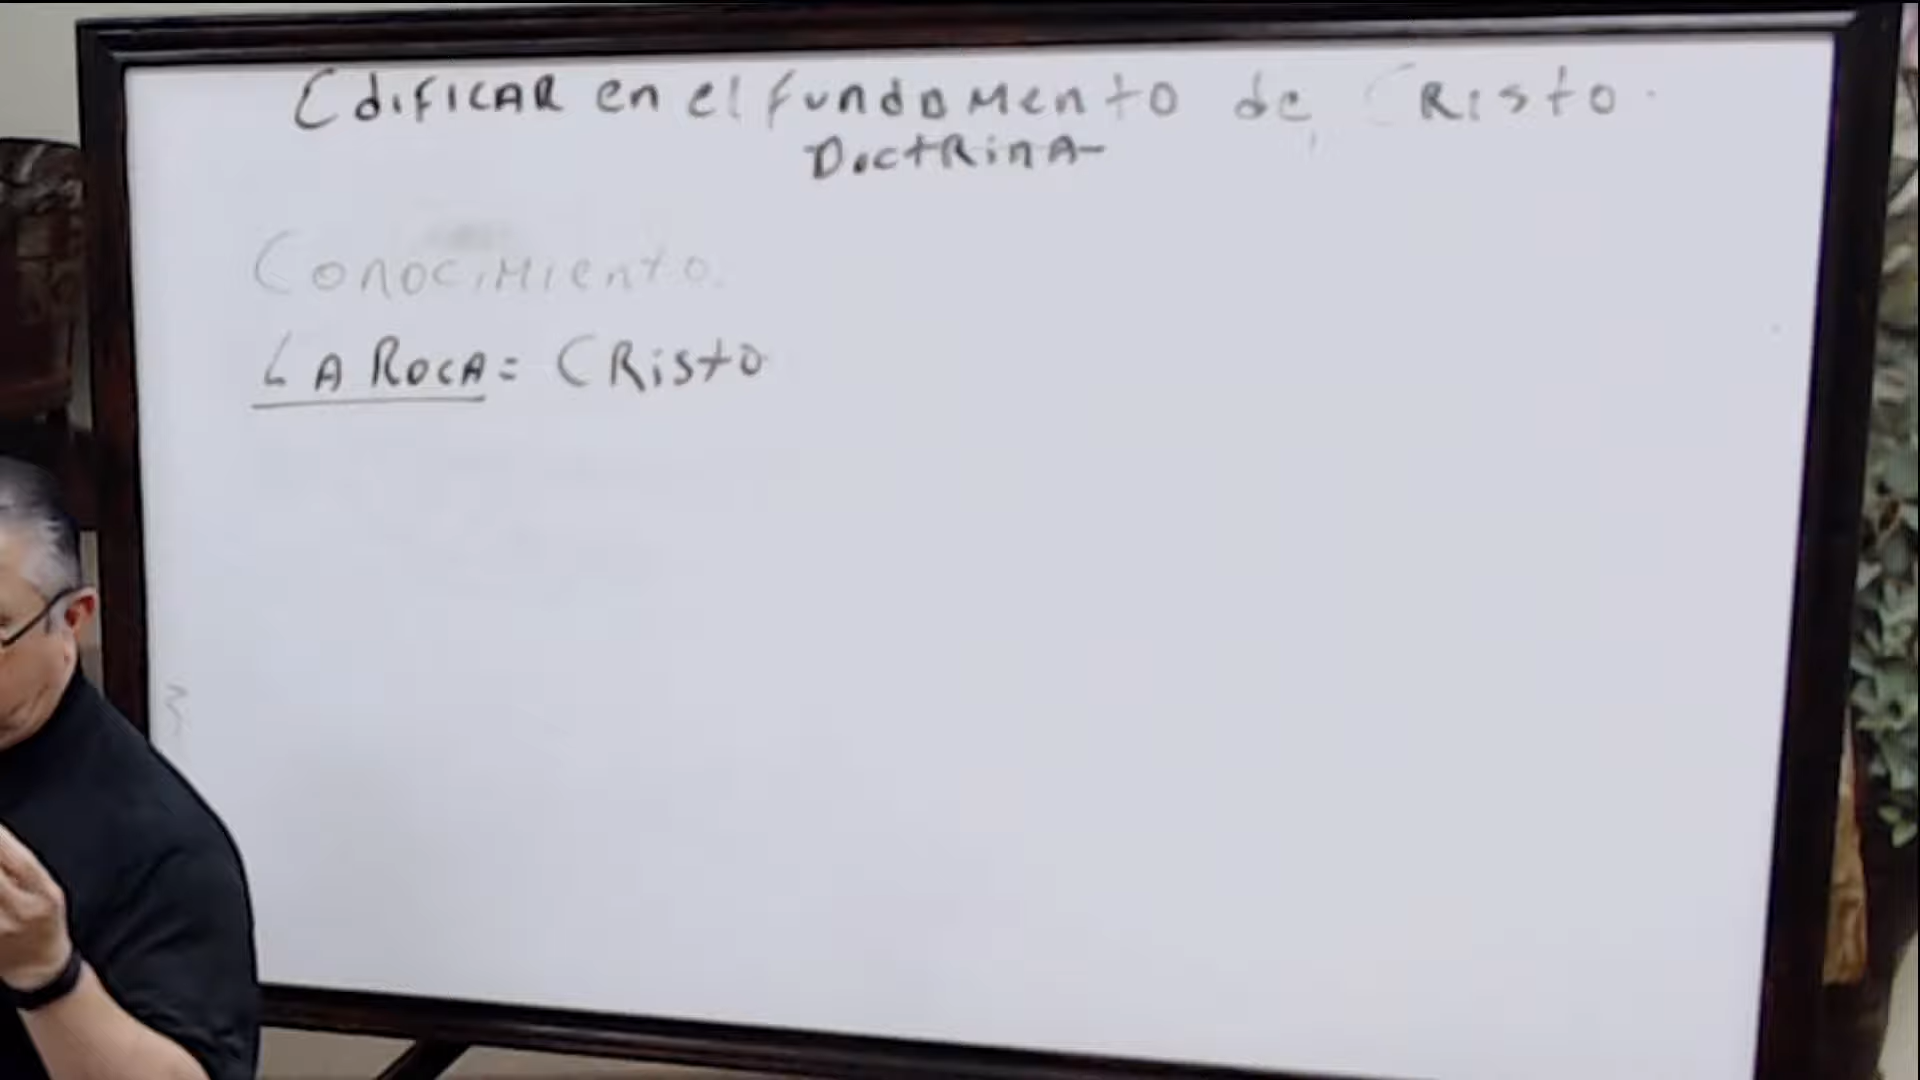 EdiFICAR en el fundaMento de CRisto.
DoctRinA
ConociMiento.
LA RocA = CRisto